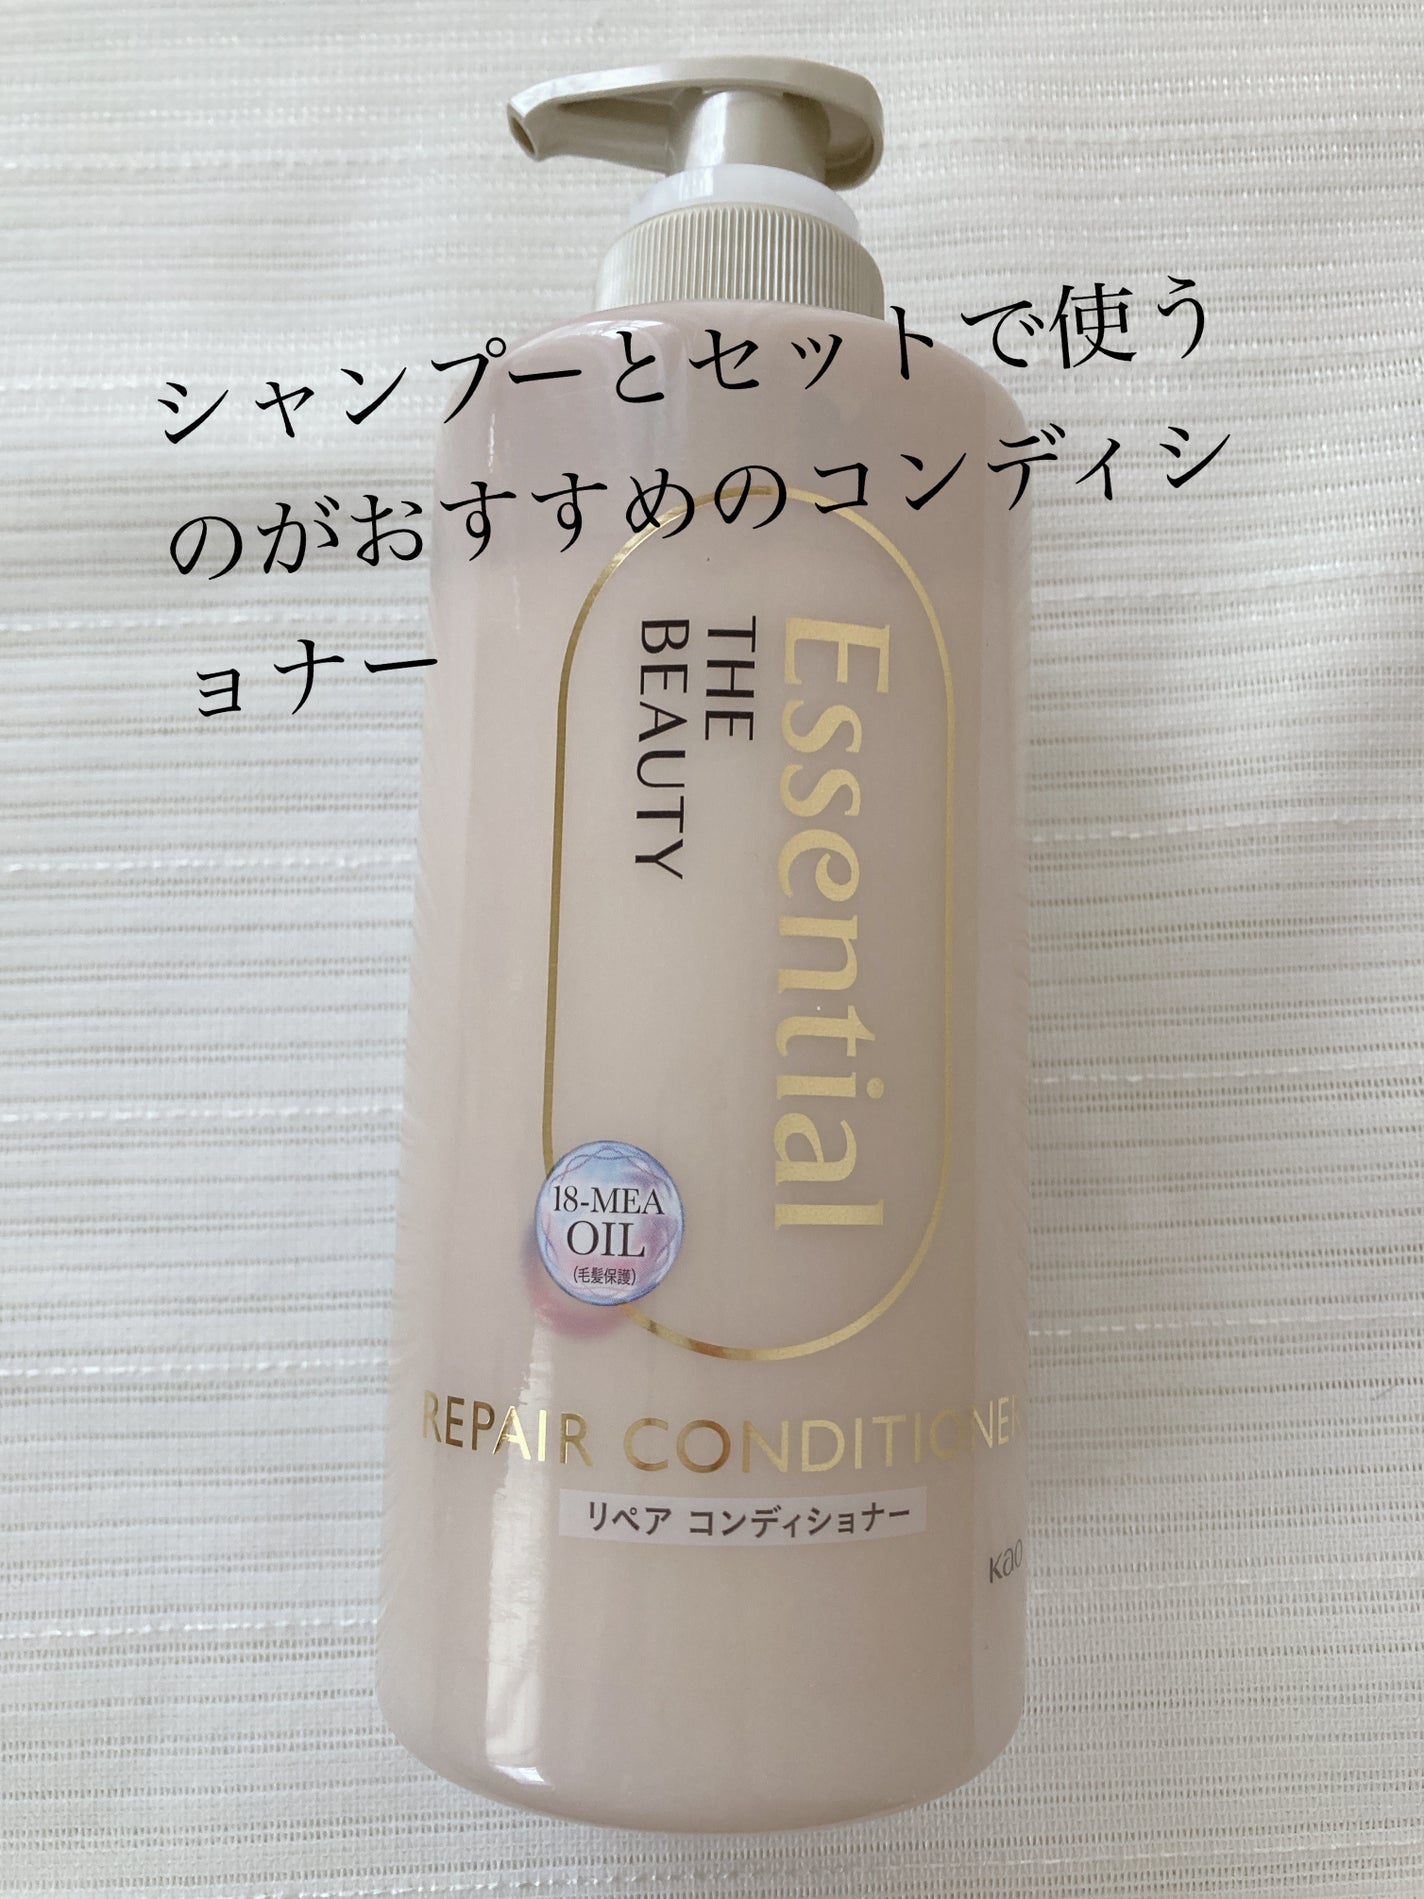 シャンプーとセットで使う
のがおすすめのコンディシ
ョナー
Essential
THE
BEAUTY
18-MEA
OIL
(毛髪保護)
REPAIR CONDITIONER
リペア コンディショナー
Kao